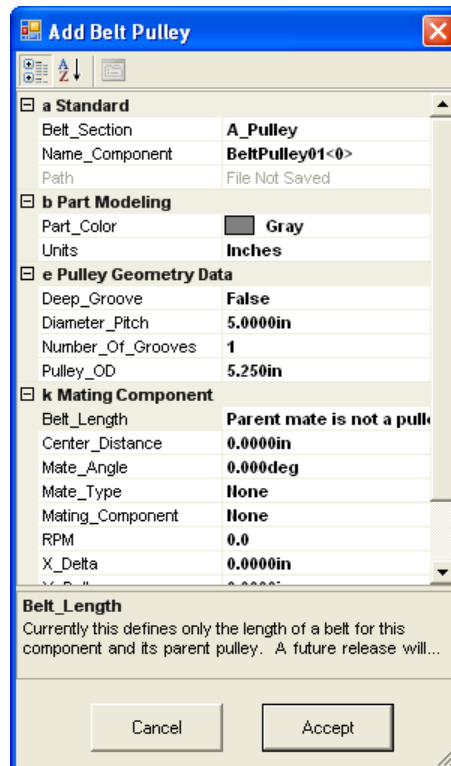 Add Belt Pulley
a Standard
Belt_Section A_Pulley
Name_Component BeltPulley01<0>
Path File Not Saved
b Part Modeling
Part_Color Gray
Units Inches
e Pulley Geometry Data
Deep_Groove False
Diameter_Pitch 5.0000in
Number_Of_Grooves 1
Pulley_OD 5.250in
k Mating Component
Belt_Length Parent mate is not a pull
Center_Distance 0.0000in
Mate_Angle 0.000deg
Mate_Type None
Mating_Component None
RPM 0.0
X_Delta 0.0000in
Belt_Length
Currently this defines only the length of a belt for this
component and its parent pulley. A future release will...
Cancel Accept